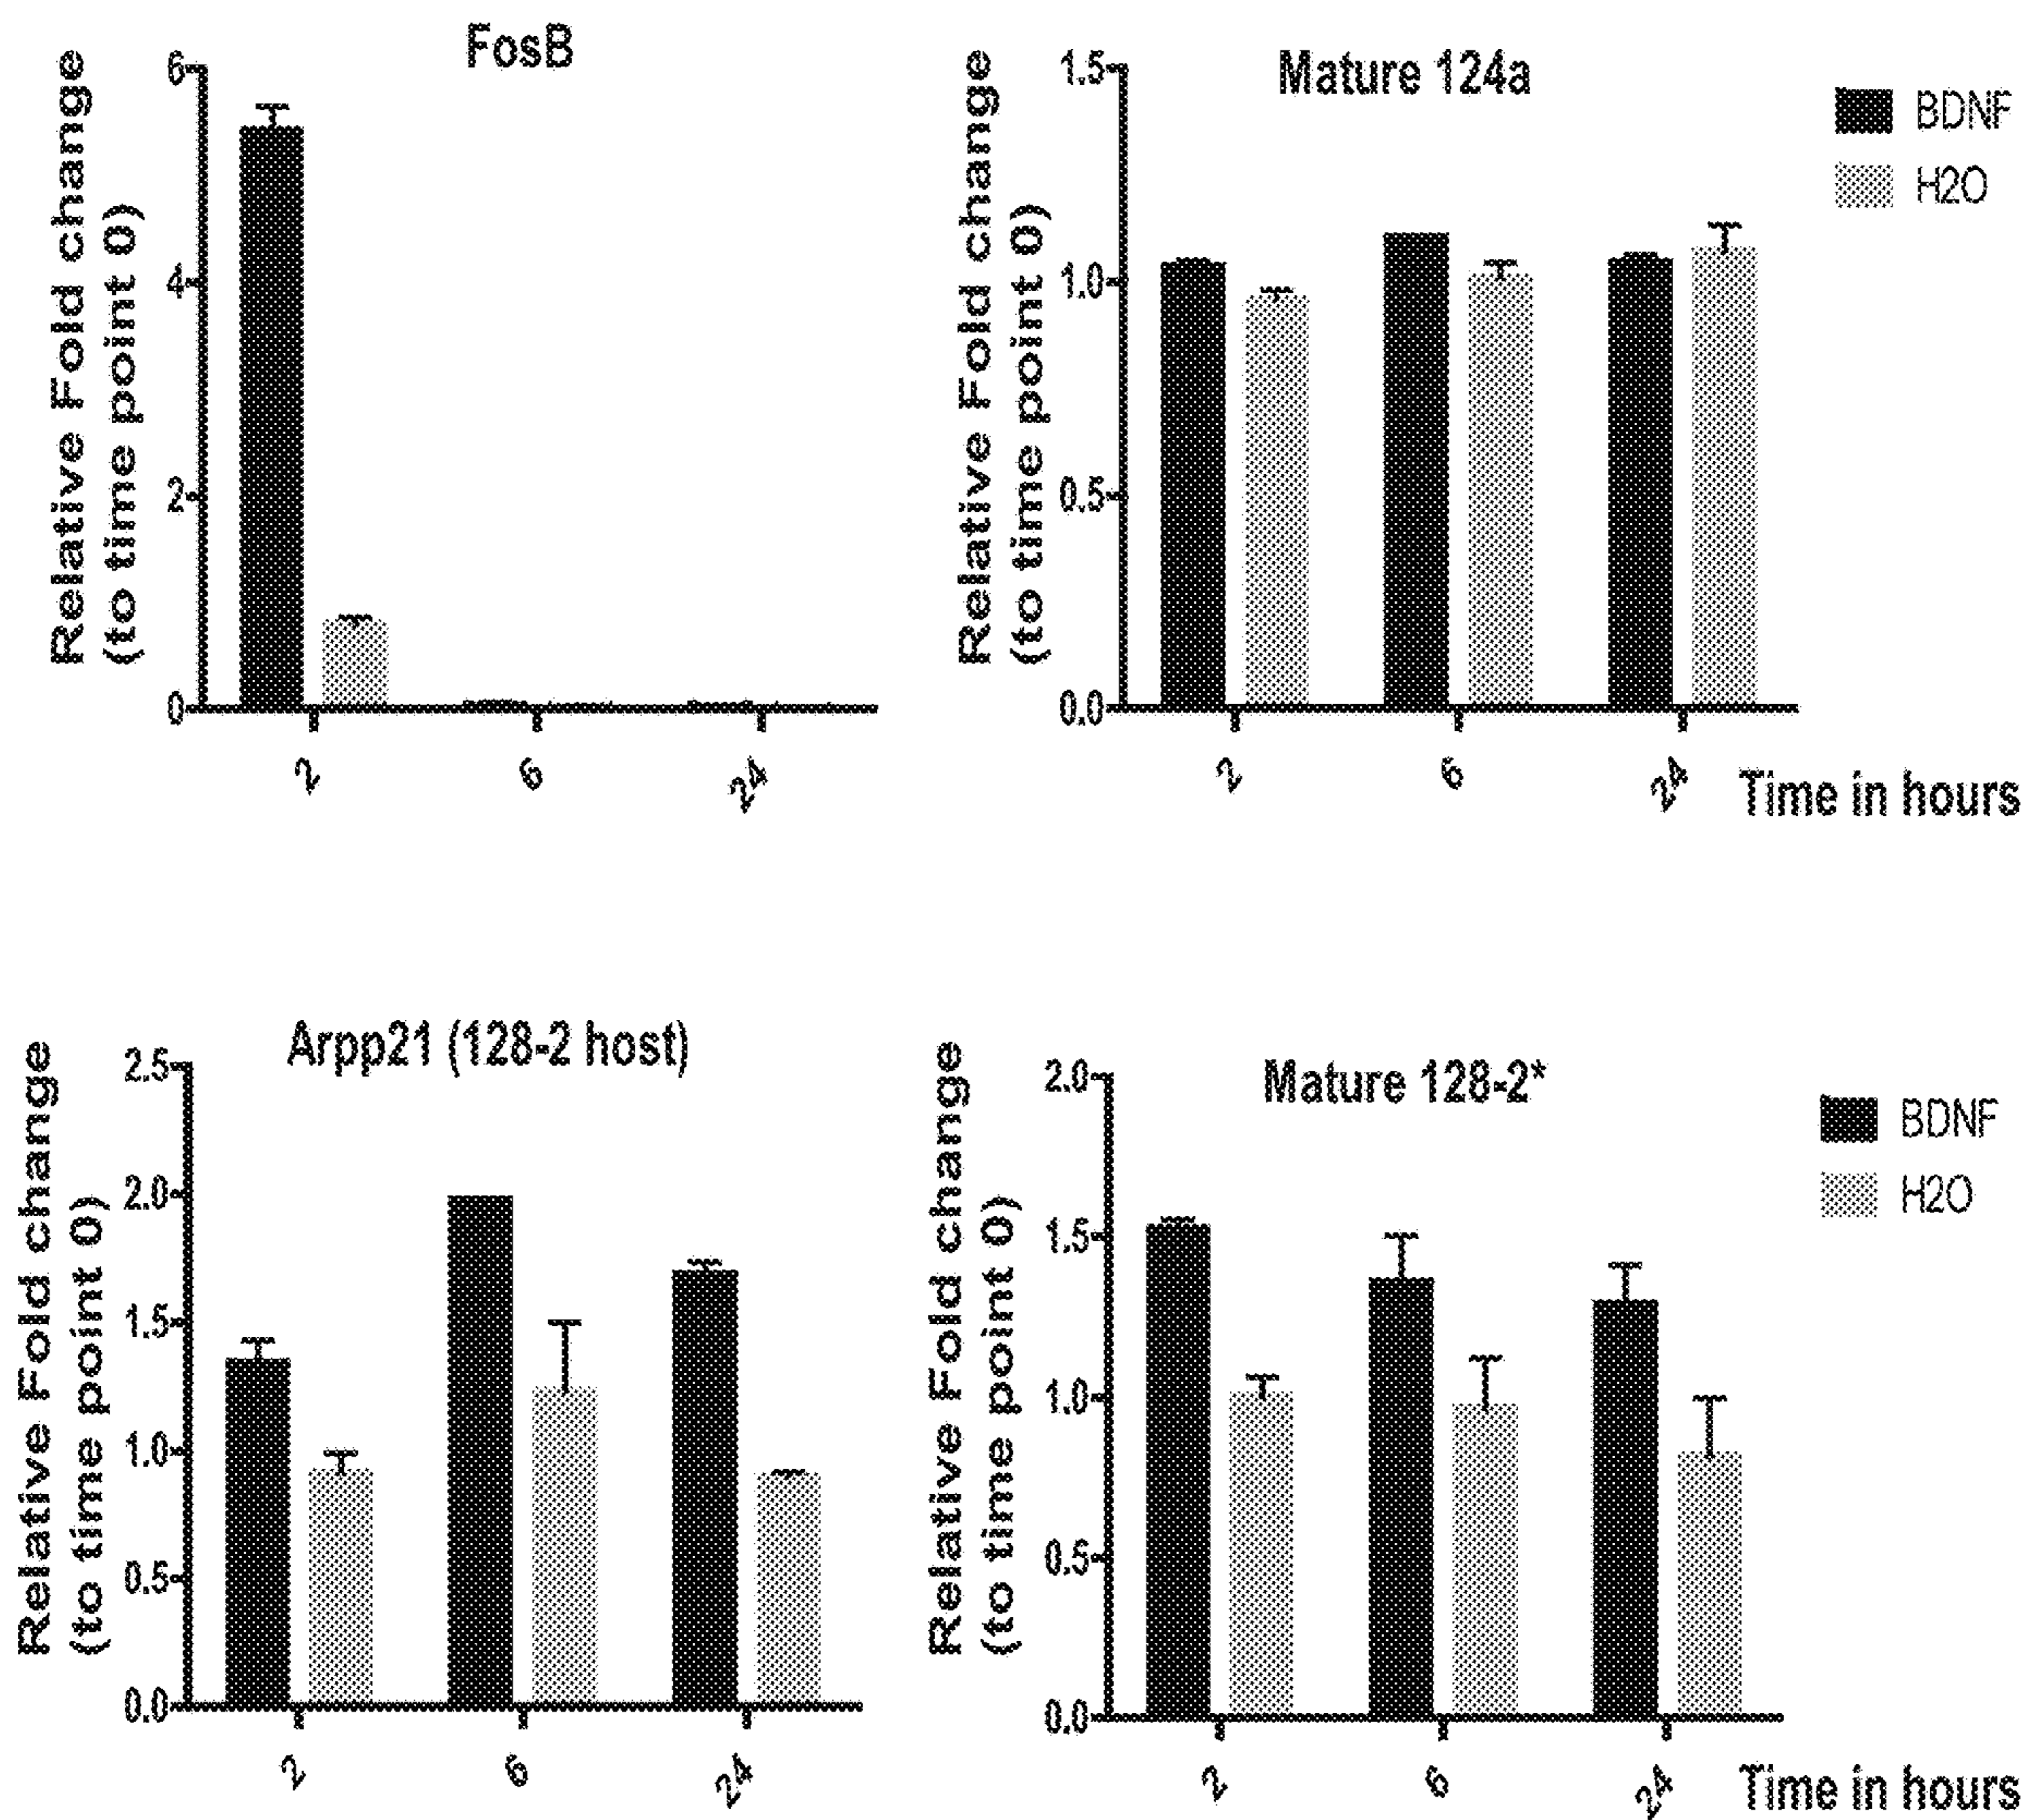 FosB
Relative Fold change
(to time point 0)
6
4
2
0
2
6
24
Mature 124a
Relative Fold change
(to time point 0)
1.5
1.0
0.5
0.0
2
6
24
Time in hours
BDNF
H2O
Arpp21 (128-2 host)
Relative Fold change
(to time point 0)
2.5
2.0
1.5
1.0
0.5
0.0
2
6
24
Mature 128-2*
Relative Fold change
(to time point 0)
2.0
1.5
1.0
0.5
0.0
2
6
24
Time in hours
BDNF
H2O